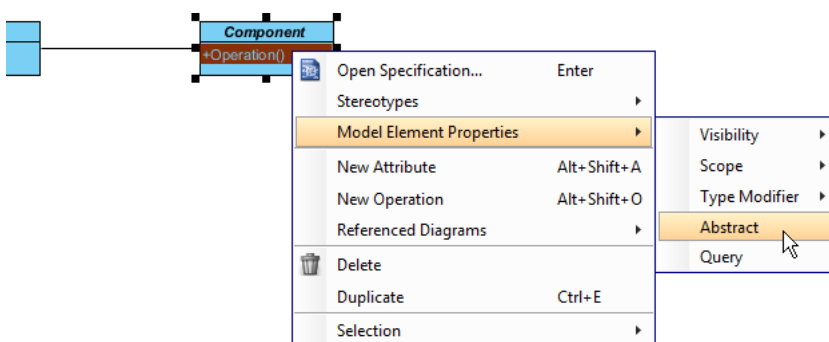 Component
+Operation()
Open Specification... Enter
Stereotypes
Model Element Properties
New Attribute Alt+Shift+A
New Operation Alt+Shift+O
Referenced Diagrams
Delete
Duplicate Ctrl+E
Selection
Visibility
Scope
Type Modifier
Abstract
Query